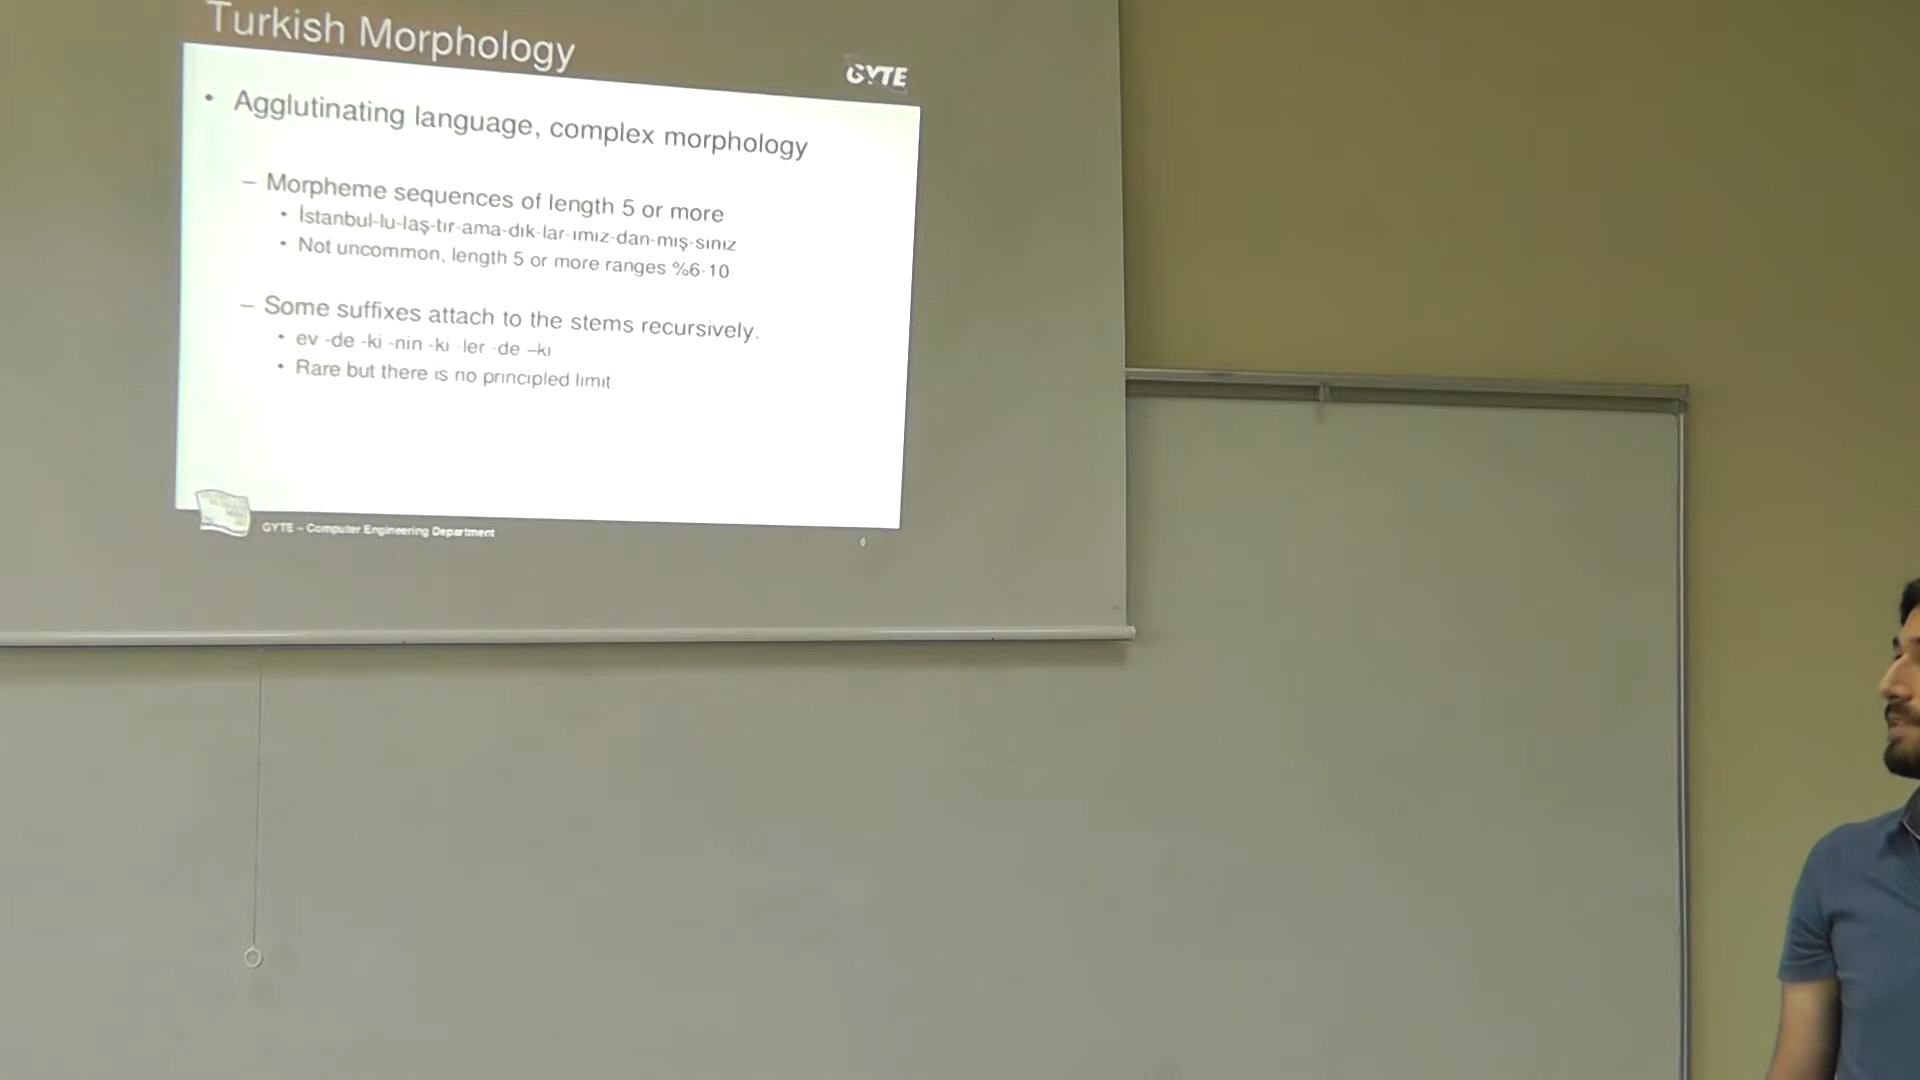 Turkish Morphology
GYTE
• Agglutinating language, complex morphology
– Morpheme sequences of length 5 or more
• İstanbul-lu-laş-tır-ama-dık-lar-ımız-dan-mış-sınız
• Not uncommon, length 5 or more ranges %6-10
– Some suffixes attach to the stems recursively.
• ev -de -ki -nin -ki -ler -de –ki
• Rare but there is no principled limit
GYTE – Computer Engineering Department
6